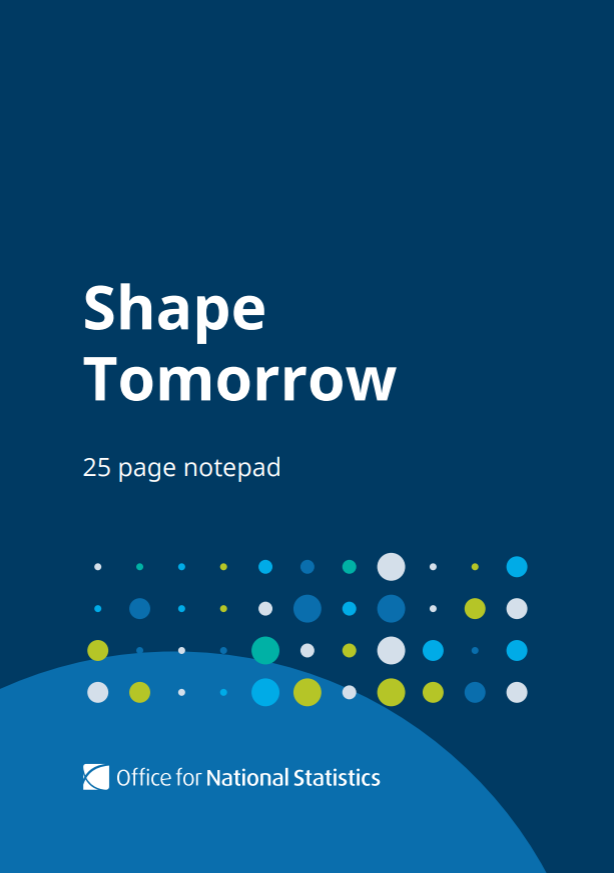 Shape
Tomorrow
25 page notepad
Office for National Statistics